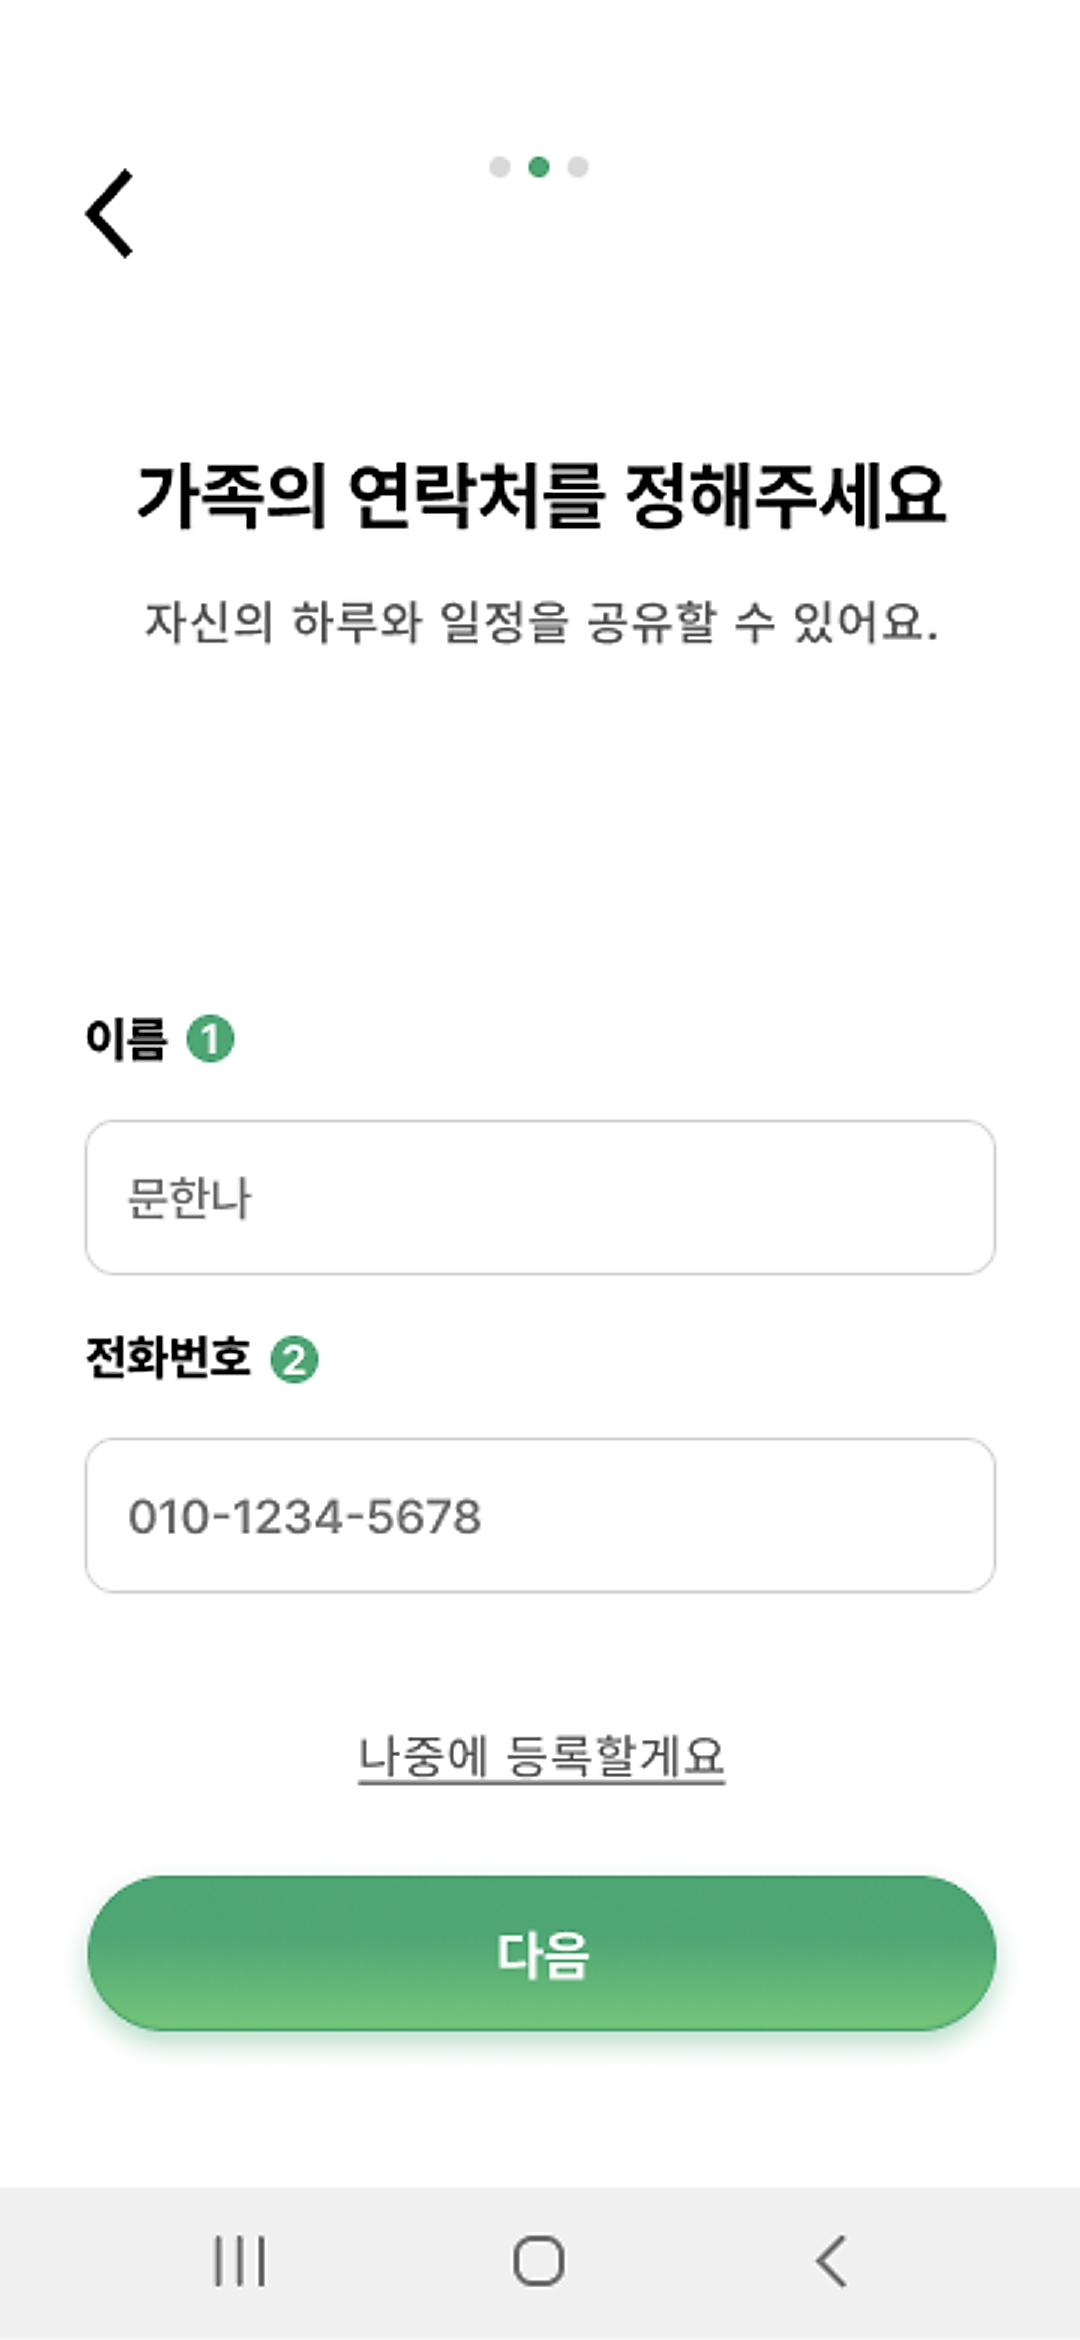 가족의 연락처를 정해주세요
자신의 하루와 일정을 공유할 수 있어요.
이름 1
문한나
전화번호 2
010-1234-5678
나중에 등록할게요
다음